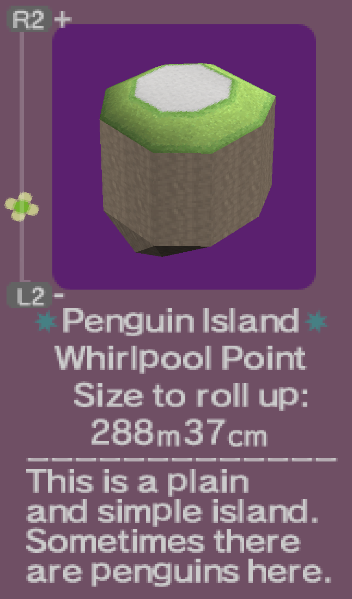 R2 +
L2 -
Penguin Island
Whirlpool Point
Size to roll up:
288m37cm
This is a plain
and simple island.
Sometimes there
are penguins here.